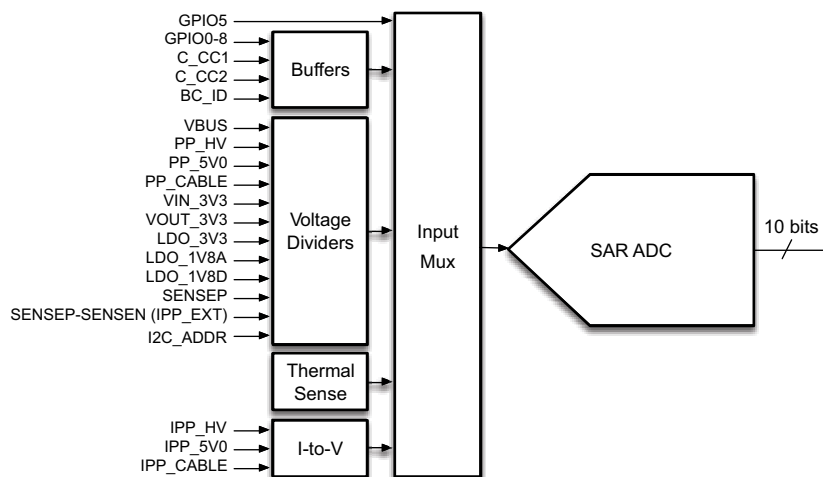 GPIO5
GPIO0-8
C_CC1
C_CC2
BC_ID
Buffers
VBUS
PP_HV
PP_5V0
PP_CABLE
VIN_3V3
VOUT_3V3
LDO_3V3
LDO_1V8A
LDO_1V8D
SENSEP
SENSEP-SENSEN (IPP_EXT)
I2C_ADDR
Voltage
Dividers
Thermal
Sense
IPP_HV
IPP_5V0
IPP_CABLE
I-to-V
Input
Mux
SAR ADC
10 bits